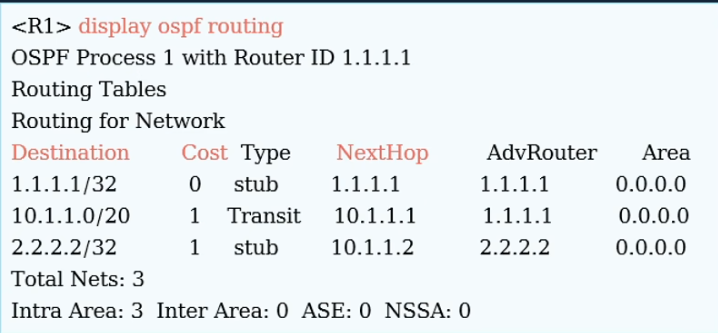 <R1> display ospf routing
OSPF Process 1 with Router ID 1.1.1.1
Routing Tables
Routing for Network
Destination Cost Type NextHop AdvRouter Area
1.1.1.1/32 0 stub 1.1.1.1 1.1.1.1 0.0.0.0
10.1.1.0/20 1 Transit 10.1.1.1 1.1.1.1 0.0.0.0
2.2.2.2/32 1 stub 10.1.1.2 2.2.2.2 0.0.0.0
Total Nets: 3
Intra Area: 3 Inter Area: 0 ASE: 0 NSSA: 0